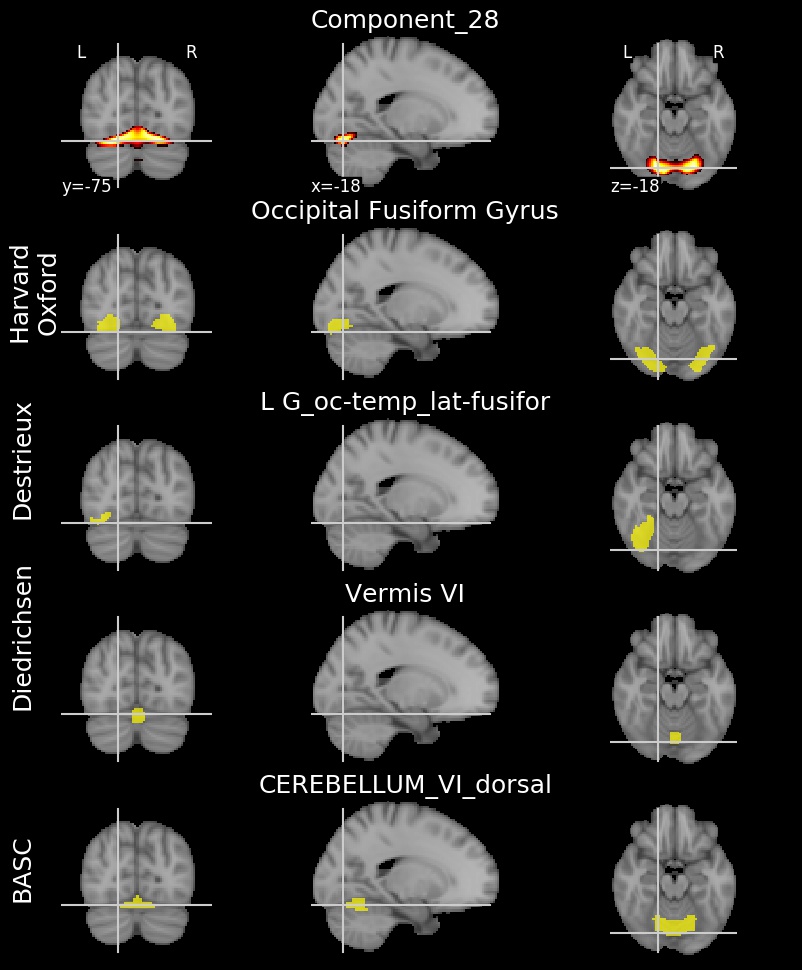 Component_28
L R
L R
y=-75
x=-18
z=-18
Occipital Fusiform Gyrus
Harvard
Oxford
L G_oc-temp_lat-fusifor
Destrieux
Vermis VI
Diedrichsen
CEREBELLUM_VI_dorsal
BASC